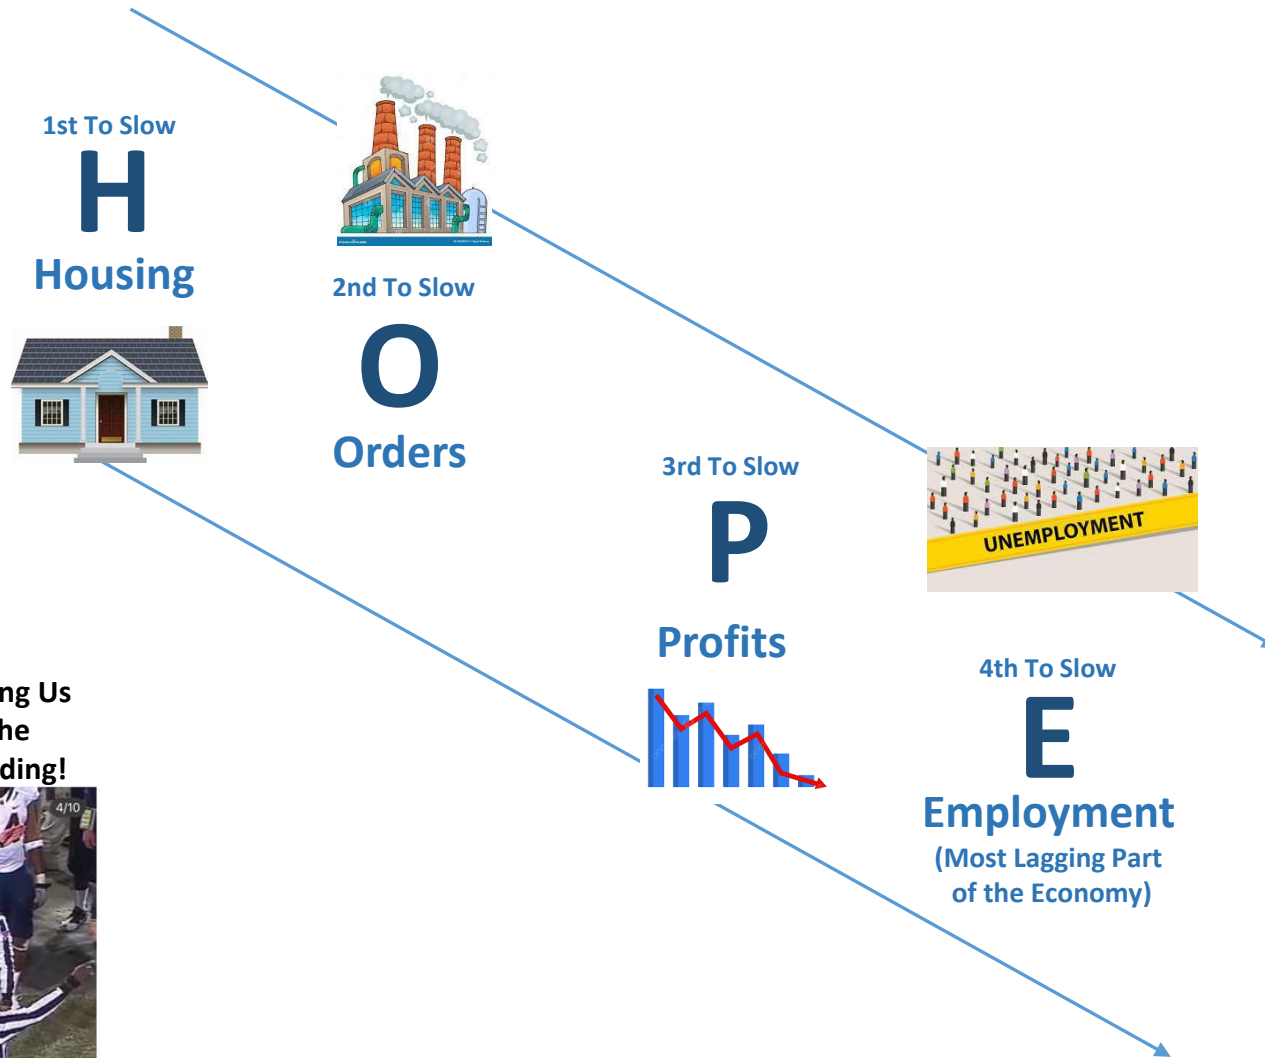 1st To Slow
H
Housing
2nd To Slow
O
Orders
3rd To Slow
P
Profits
UNEMPLOYMENT
4th To Slow
E
Employment
(Most Lagging Part
of the Economy)
ng Us
he
ding!
4/10